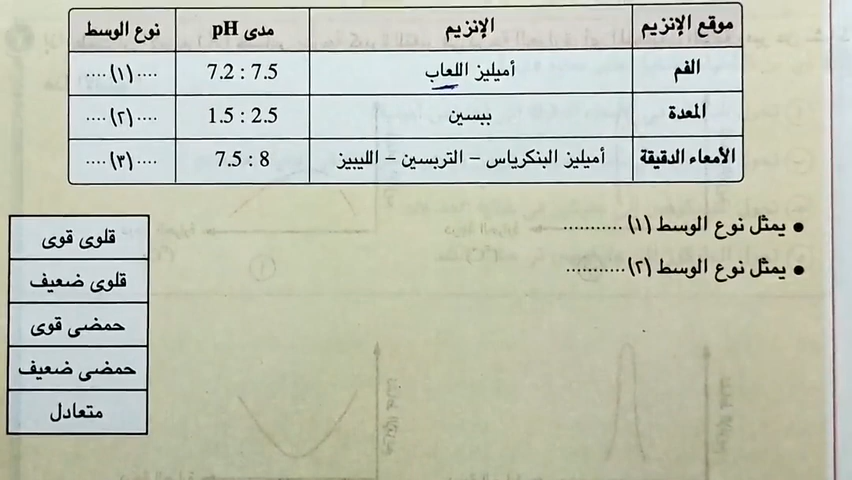 موقع الإنزيم	الإنزيم	مدى pH	نوع الوسط
الفم	أميليز اللعاب	7.2 : 7.5	....(١)....
المعدة	ببسين	1.5 : 2.5	....(٢)....
الأمعاء الدقيقة	أميليز البنكرياس – التربسين – الليبيز	7.5 : 8	....(٣)....
• يمثل نوع الوسط (١) ...........
• يمثل نوع الوسط (٢)...........
قلوى قوى
قلوى ضعيف
حمضى قوى
حمضى ضعيف
متعادل